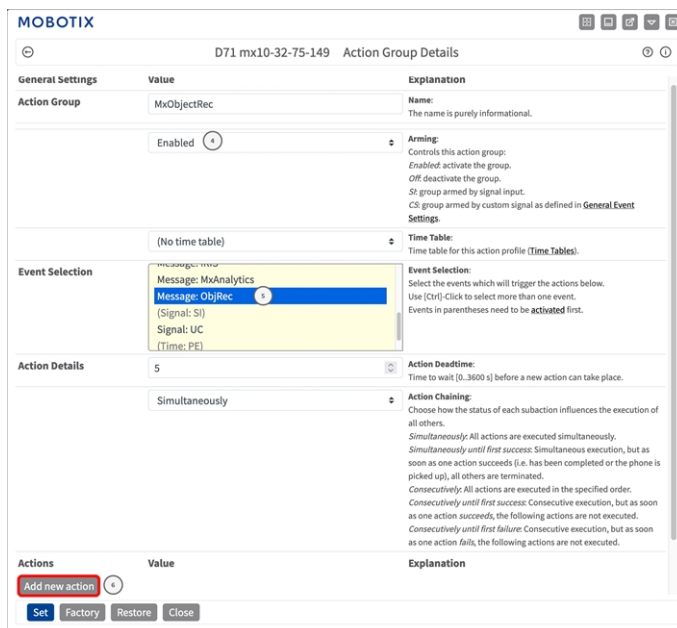 MOBOTIX
D71 mx10-32-75-149 Action Group Details
General Settings Value Explanation
Action Group
MxObjectRec
Name:
The name is purely informational.
Enabled 4
Arming:
Controls this action group:
Enabled: activate the group.
Off: deactivate the group.
SI: group armed by signal input.
CS: group armed by custom signal as defined in General Event
Settings.
(No time table)
Time Table:
Time table for this action profile (Time Tables).
Event Selection
Message: IRIS
Message: MxAnalytics
Message: ObjRec 5
(Signal: SI)
Signal: UC
(Time: PE)
Event Selection:
Select the events which will trigger the actions below.
Use [Ctrl]-Click to select more than one event.
Events in parentheses need to be activated first.
Action Details
5
Action Deadtime:
Time to wait [0..3600 s] before a new action can take place.
Simultaneously
Action Chaining:
Choose how the status of each subaction influences the execution of
all others.
Simultaneously: All actions are executed simultaneously.
Simultaneously until first success: Simultaneous execution, but as
soon as one action succeeds (i.e. has been completed or the phone is
picked up), all others are terminated.
Consecutively: All actions are executed in the specified order.
Consecutively until first success: Consecutive execution, but as soon
as one action succeeds, the following actions are not executed.
Consecutively until first failure: Consecutive execution, but as soon
as one action fails, the following actions are not executed.
Actions Value Explanation
Add new action 6
Set Factory Restore Close